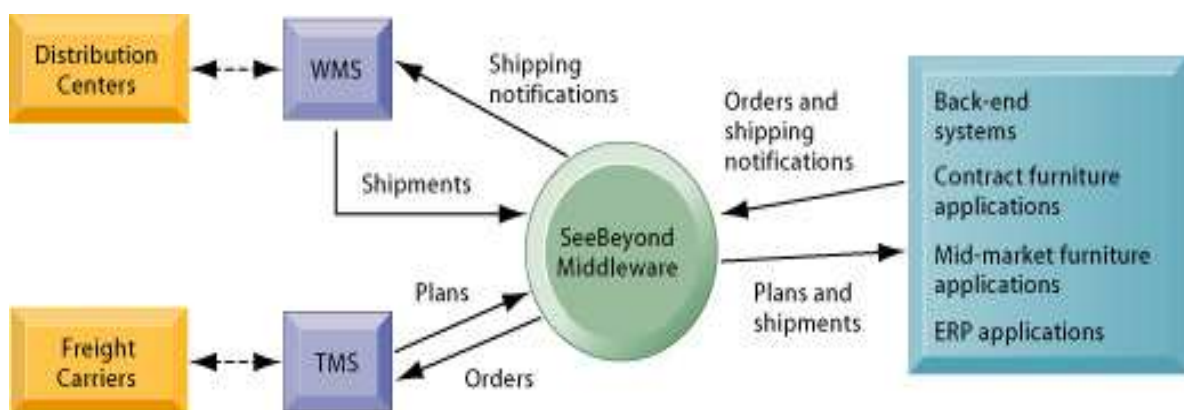 Distribution
Centers
WMS
Shipping
notifications
Orders and
shipping
notifications
Back-end
systems
Contract furniture
applications
Mid-market furniture
applications
ERP applications
Shipments
SeeBeyond
Middleware
Plans
Plans and
shipments
Freight
Carriers
TMS
Orders